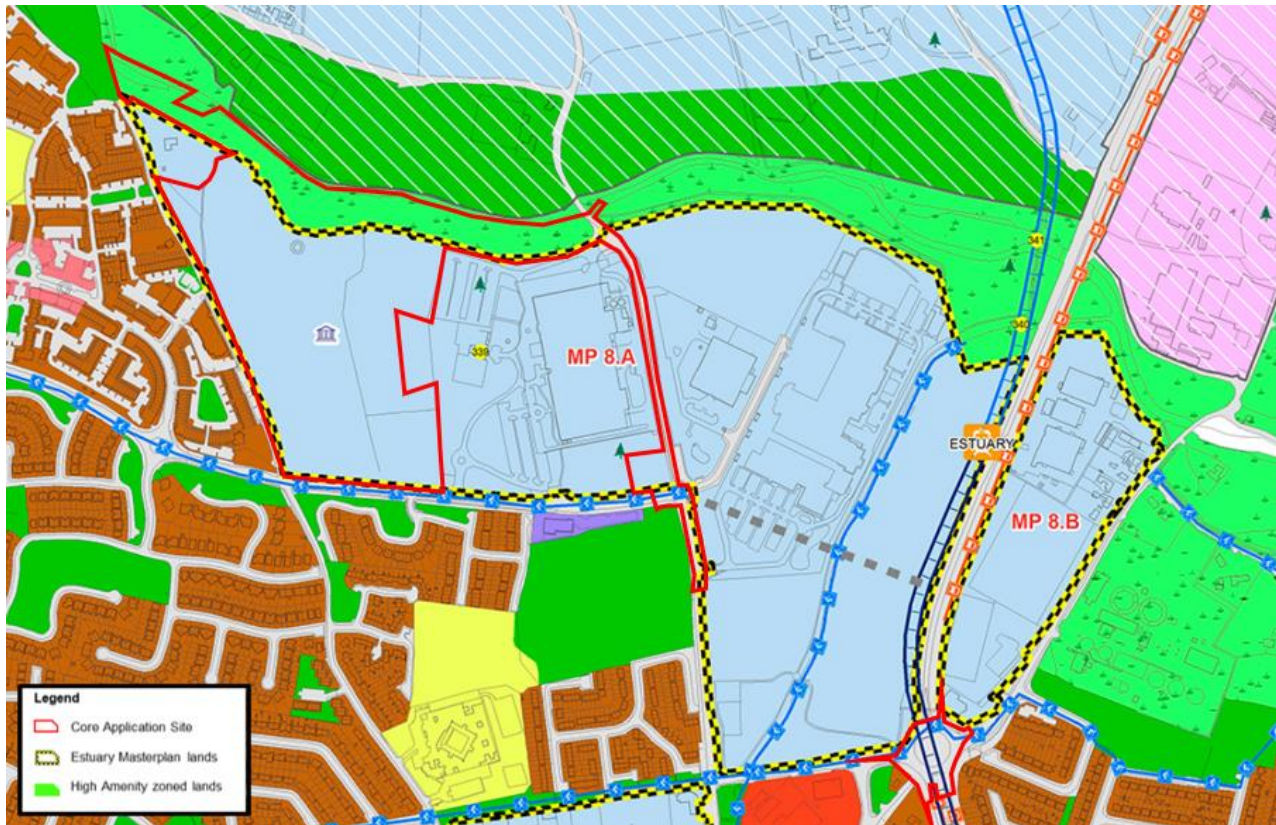 341
340
339
MP 8.A
ESTUARY
MP 8.B
Legend
Core Application Site
Estuary Masterplan lands
High Amenity zoned lands